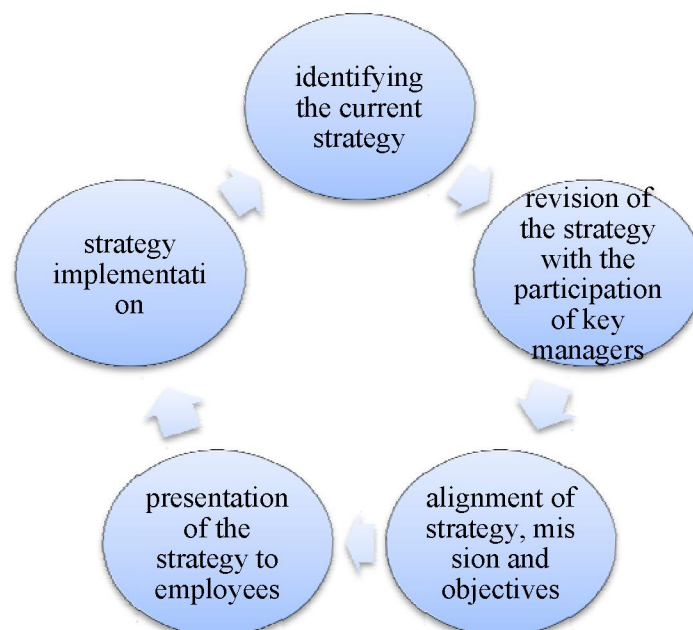 identifying
the current
strategy
revision of
the strategy
with the
participation
of key
managers
alignment of
strategy, mis
sion and
objectives
presentation
of the
strategy to
employees
strategy
implementati
on